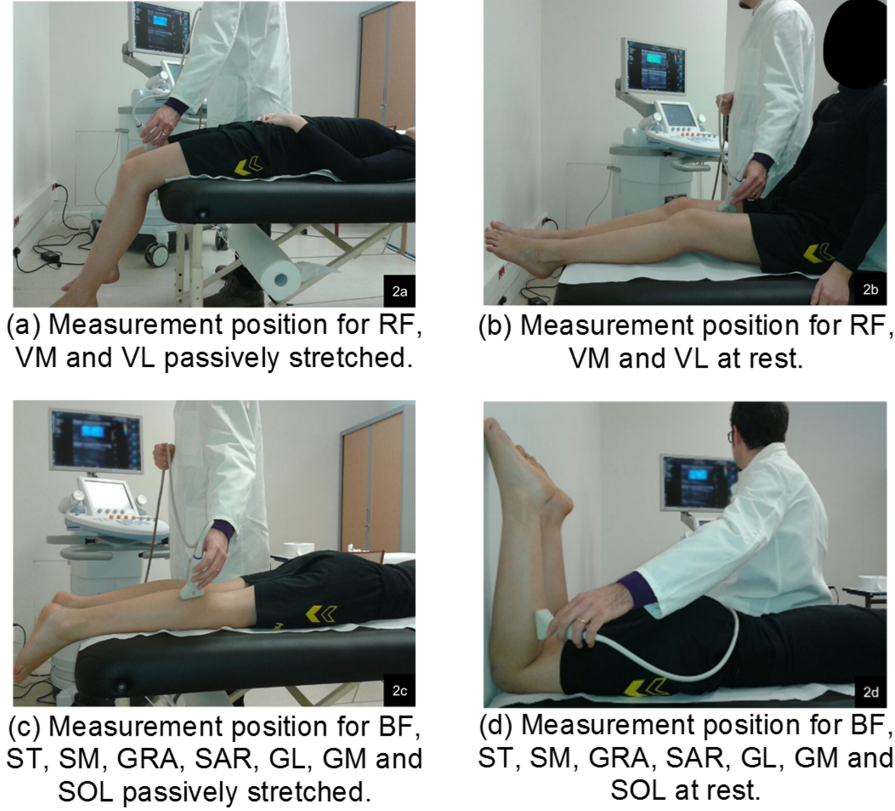 2a
2b
(a) Measurement position for RF,
VM and VL passively stretched.
(b) Measurement position for RF,
VM and VL at rest.
2c
2d
(c) Measurement position for BF,
ST, SM, GRA, SAR, GL, GM and
SOL passively stretched.
(d) Measurement position for BF,
ST, SM, GRA, SAR, GL, GM and
SOL at rest.